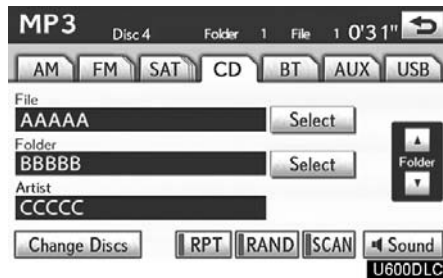 MP3 Disc 4 Folder 1 File 1 0'31"
AM FM SAT CD BT AUX USB
File
AAAAA Select
Folder
BBBBB Select
Folder
Artist
CCCCC
Change Discs RPT RAND SCAN Sound
U600DLC